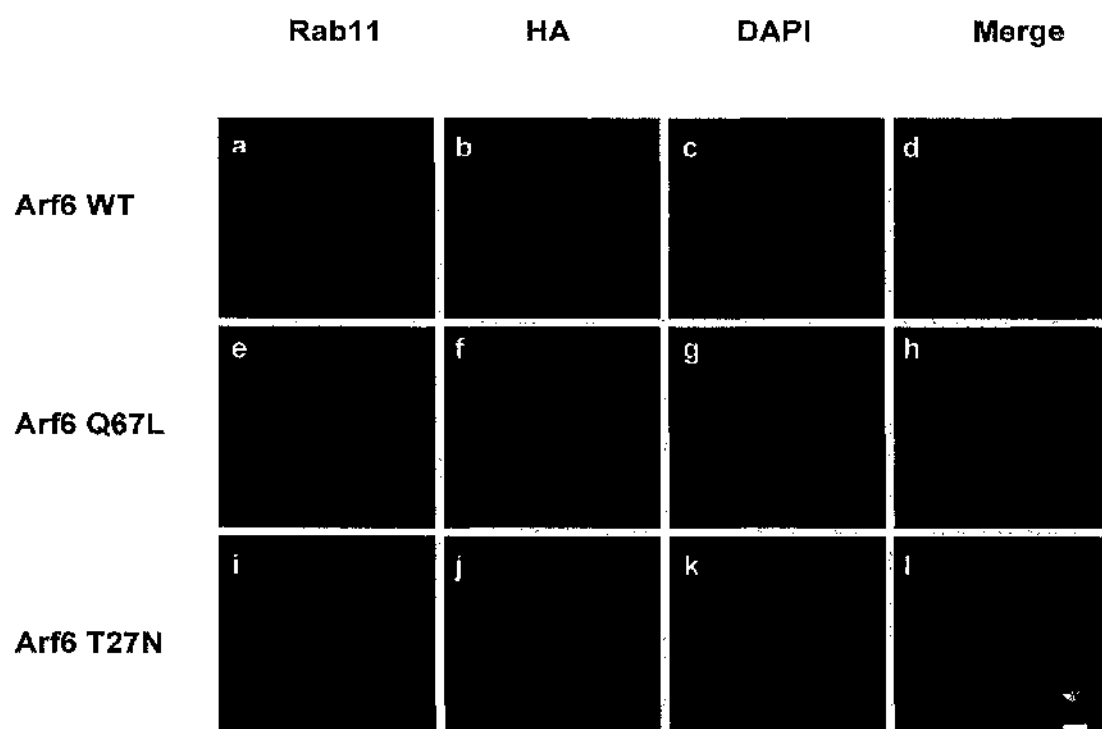 Rab11 HA DAPI Merge
Arf6 WT a b c d
Arf6 Q67L e f g h
Arf6 T27N i j k l